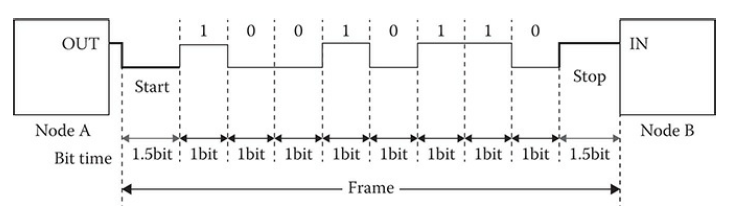 1 0 0 1 0 1 1 0
OUT IN
Start Stop
Node A Node B
Bit time 1.5bit 1bit 1bit 1bit 1bit 1bit 1bit 1bit 1bit 1.5bit
Frame